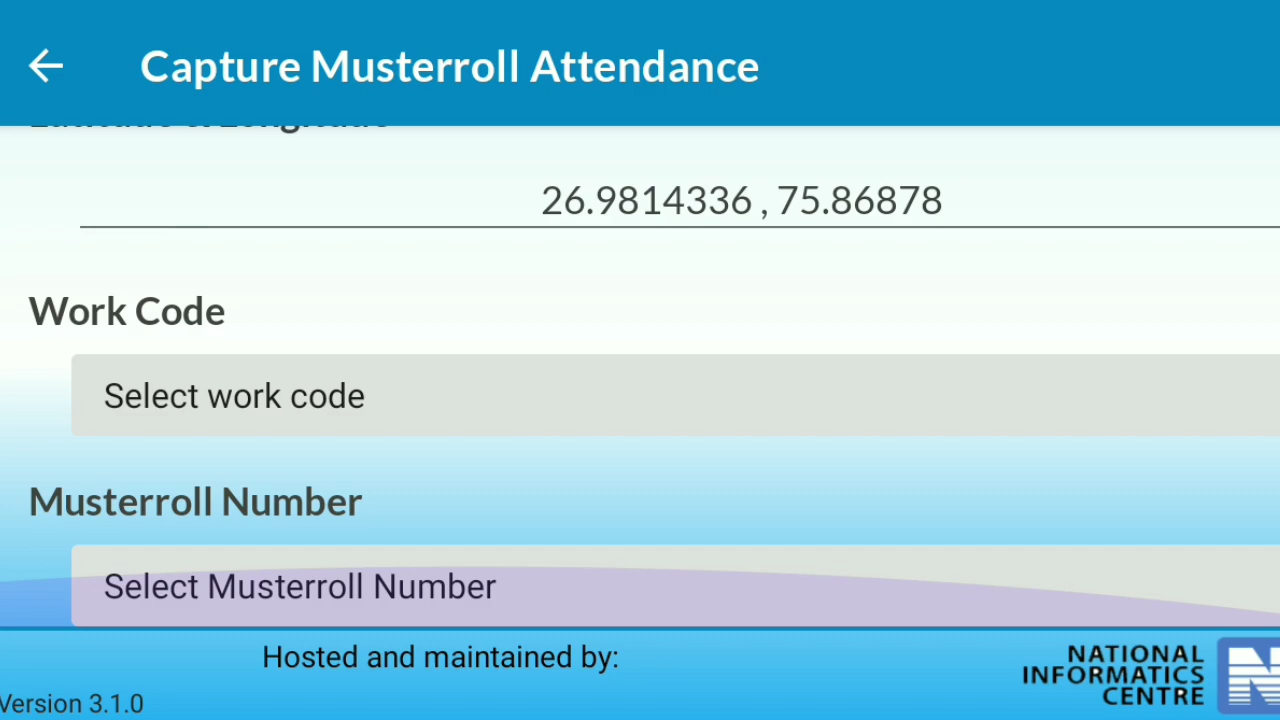 Capture Musterroll Attendance
26.9814336 , 75.86878
Work Code
Select work code
Musterroll Number
Select Musterroll Number
Hosted and maintained by:
NATIONAL
INFORMATICS
CENTRE
Version 3.1.0